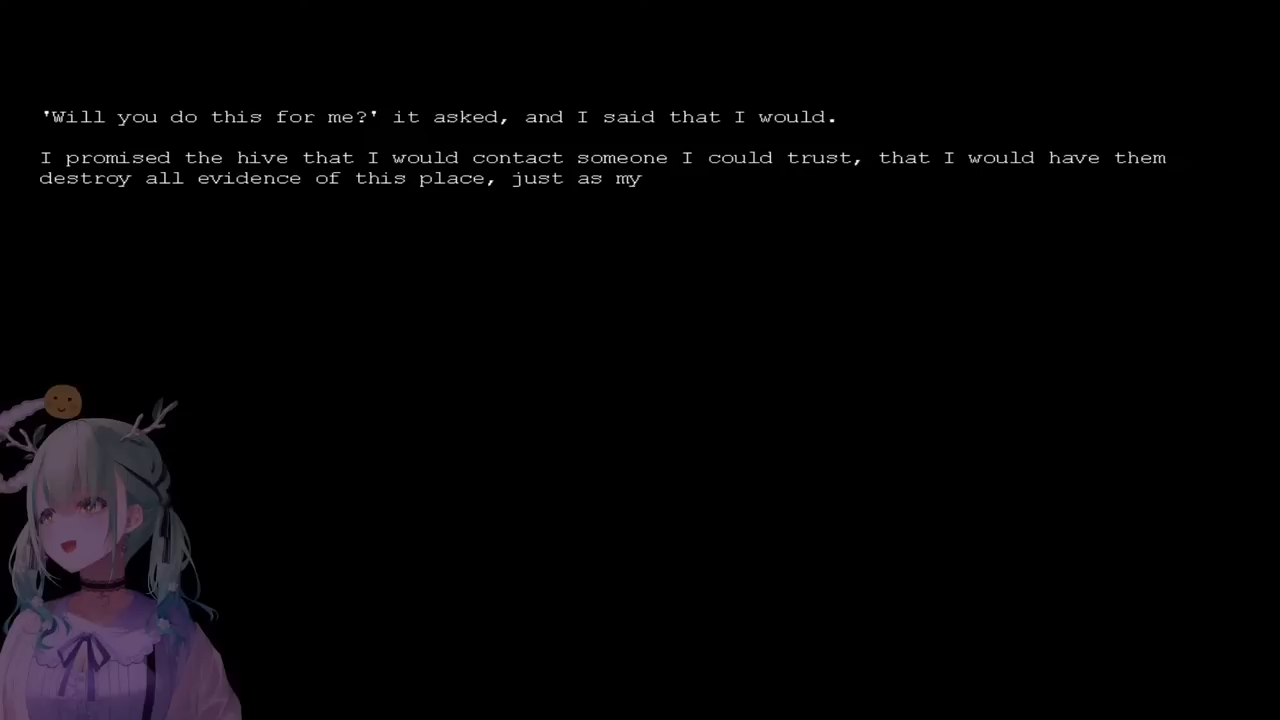 'Will you do this for me?' it asked, and I said that I would.
I promised the hive that I would contact someone I could trust, that I would have them
destroy all evidence of this place, just as my